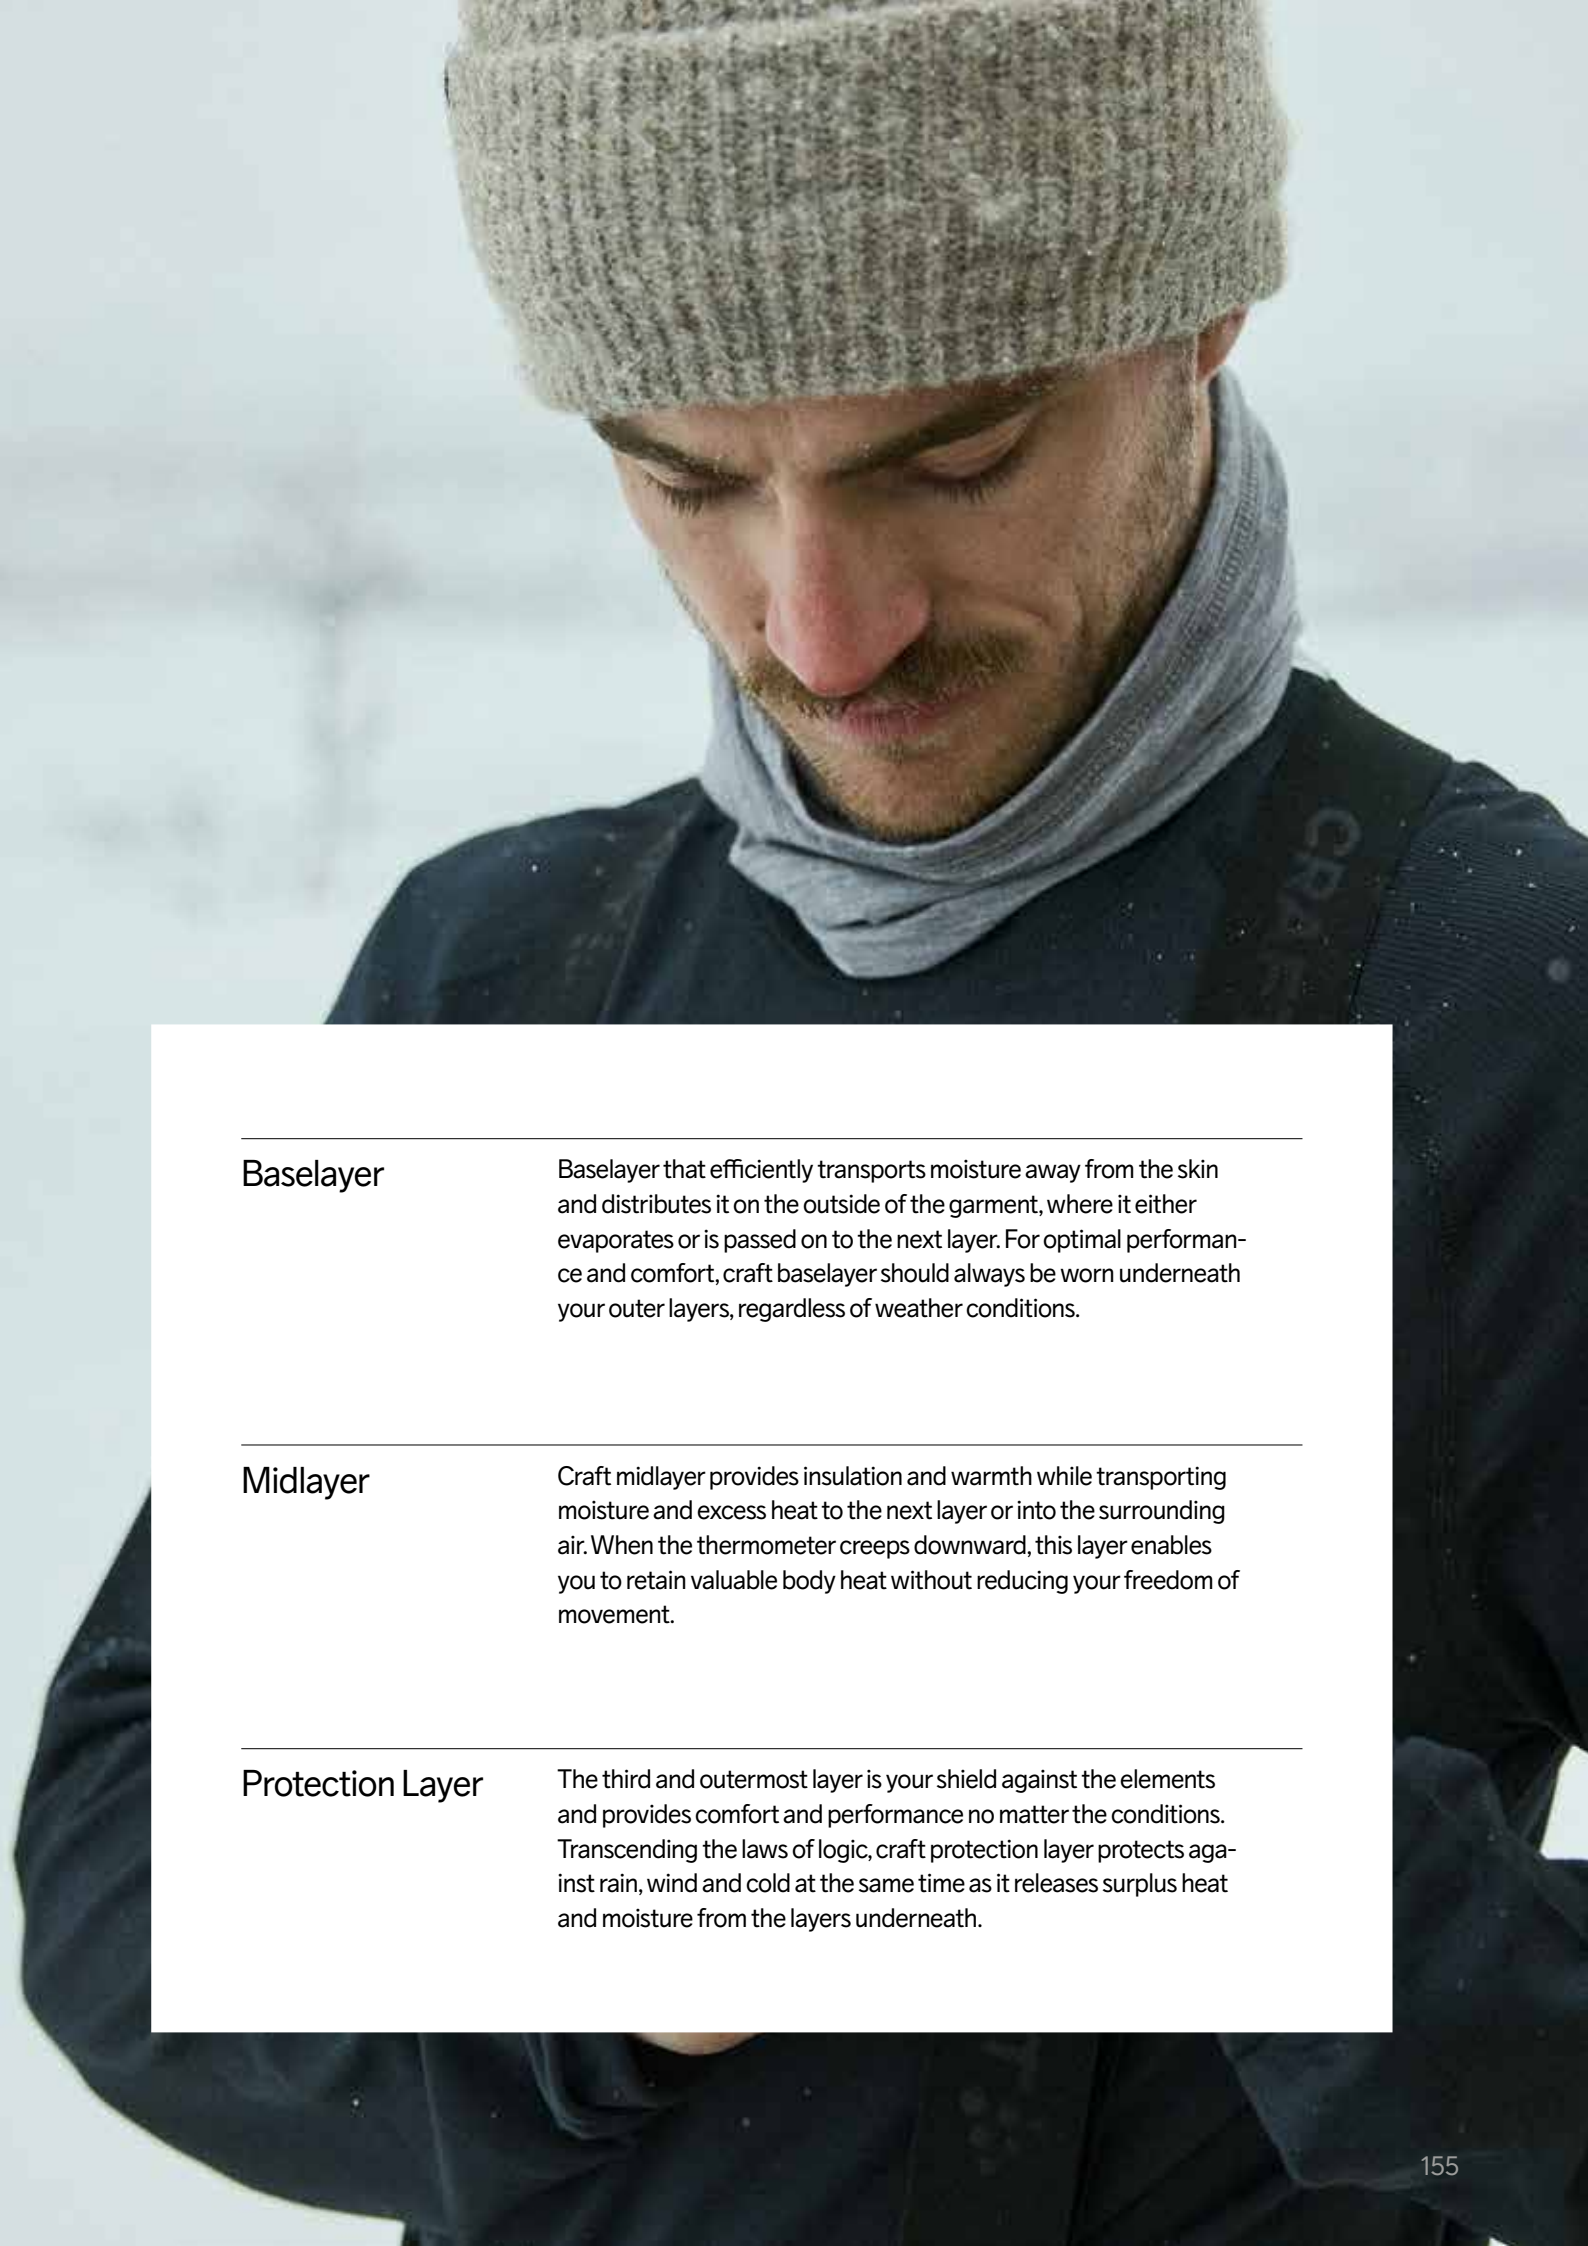 CRAFT
Baselayer
Baselayer that efficiently transports moisture away from the skin
and distributes it on the outside of the garment, where it either
evaporates or is passed on to the next layer. For optimal performan-
ce and comfort, craft baselayer should always be worn underneath
your outer layers, regardless of weather conditions.
Midlayer
Craft midlayer provides insulation and warmth while transporting
moisture and excess heat to the next layer or into the surrounding
air. When the thermometer creeps downward, this layer enables
you to retain valuable body heat without reducing your freedom of
movement.
Protection Layer
The third and outermost layer is your shield against the elements
and provides comfort and performance no matter the conditions.
Transcending the laws of logic, craft protection layer protects aga-
inst rain, wind and cold at the same time as it releases surplus heat
and moisture from the layers underneath.
155